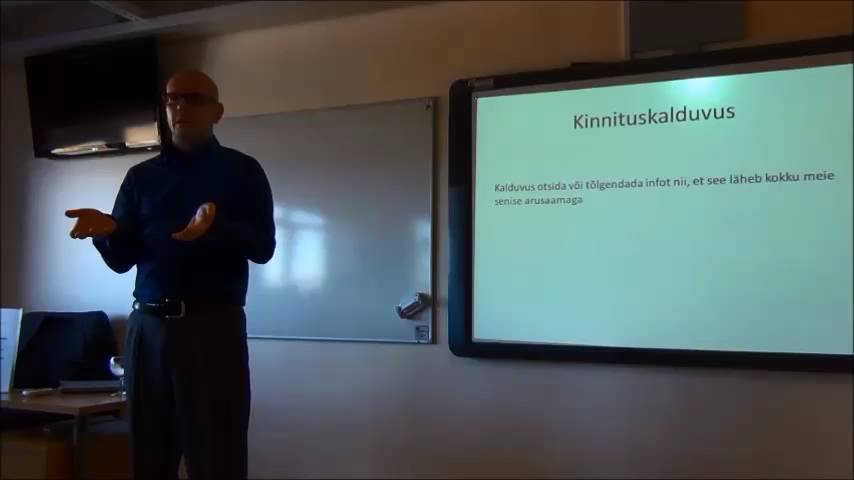 Kinnituskalduvus
Kalduvus otsida või tõlgendada infot nii, et see läheb kokku meie
senise arusaamaga